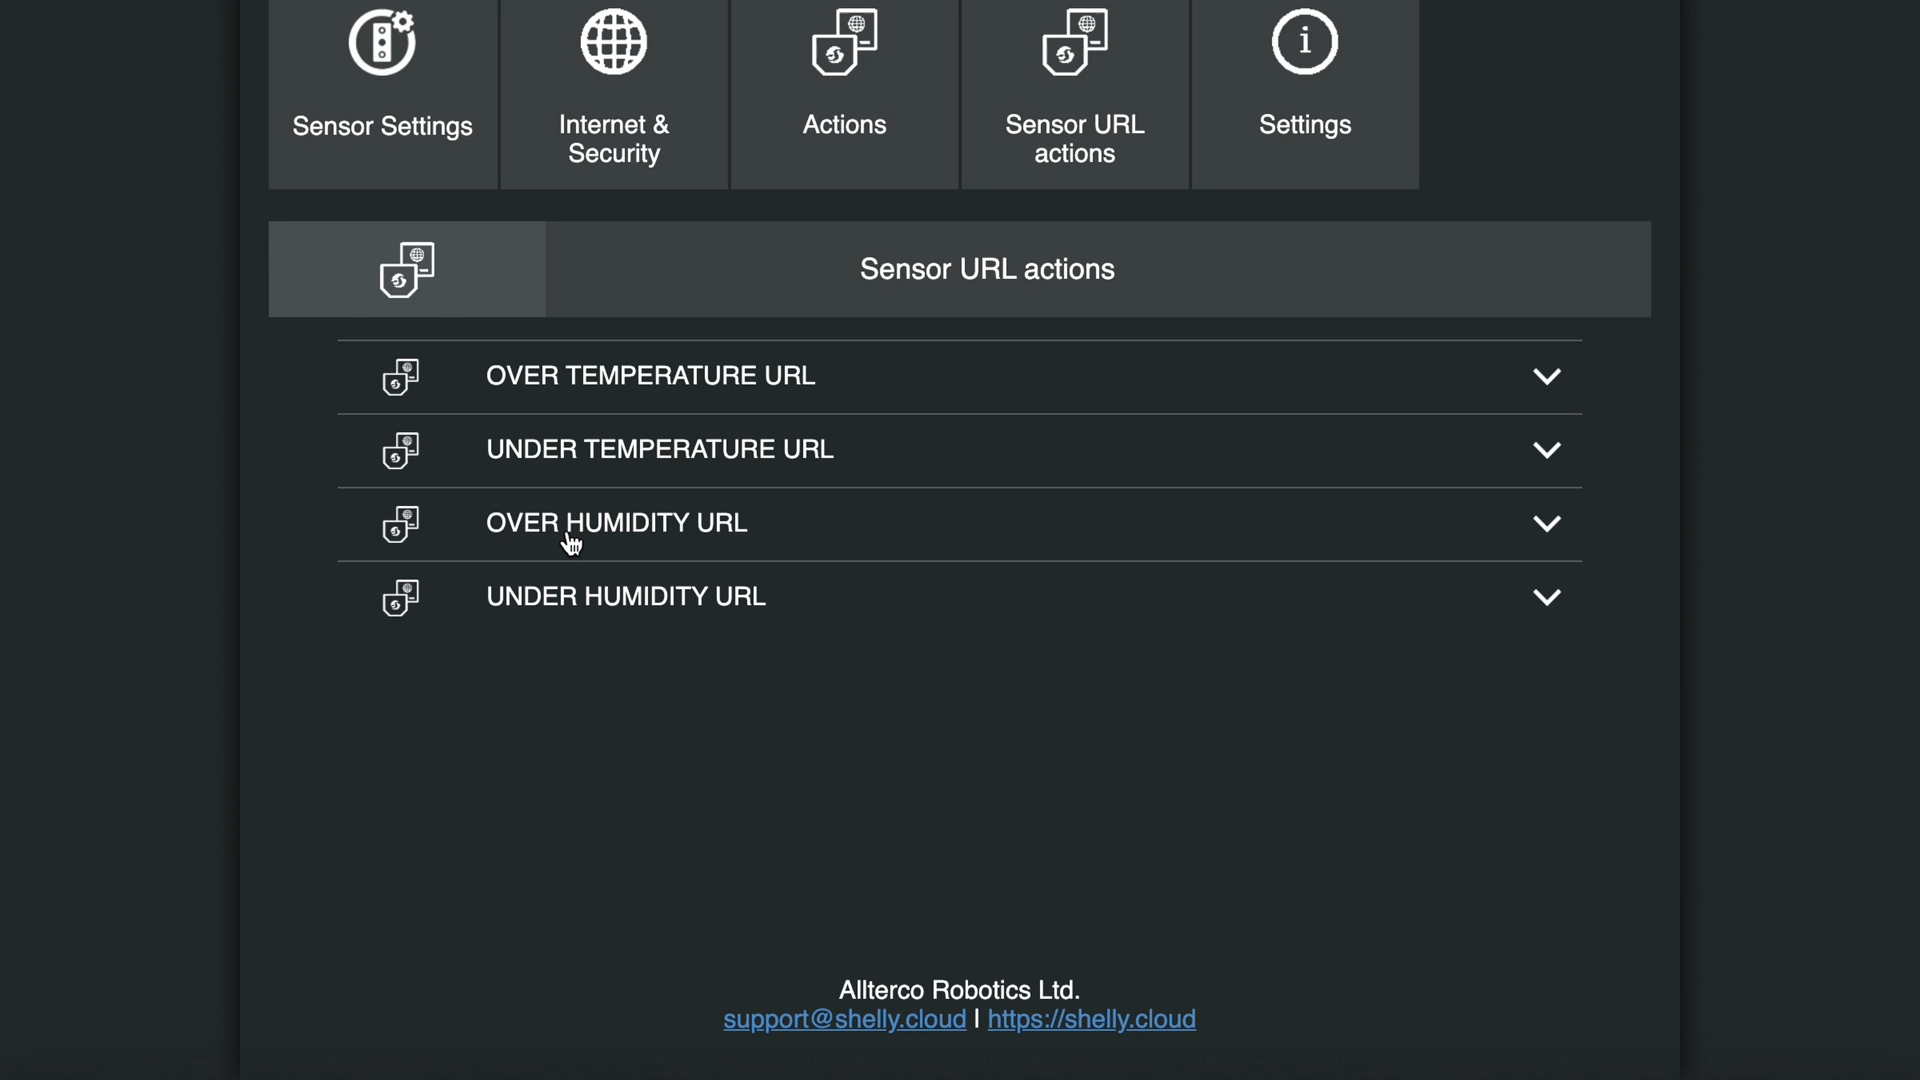 Sensor Settings
Internet &
Security
Actions
Sensor URL
actions
Settings
Sensor URL actions
OVER TEMPERATURE URL
UNDER TEMPERATURE URL
OVER HUMIDITY URL
UNDER HUMIDITY URL
Allterco Robotics Ltd.
support@shelly.cloud | https://shelly.cloud